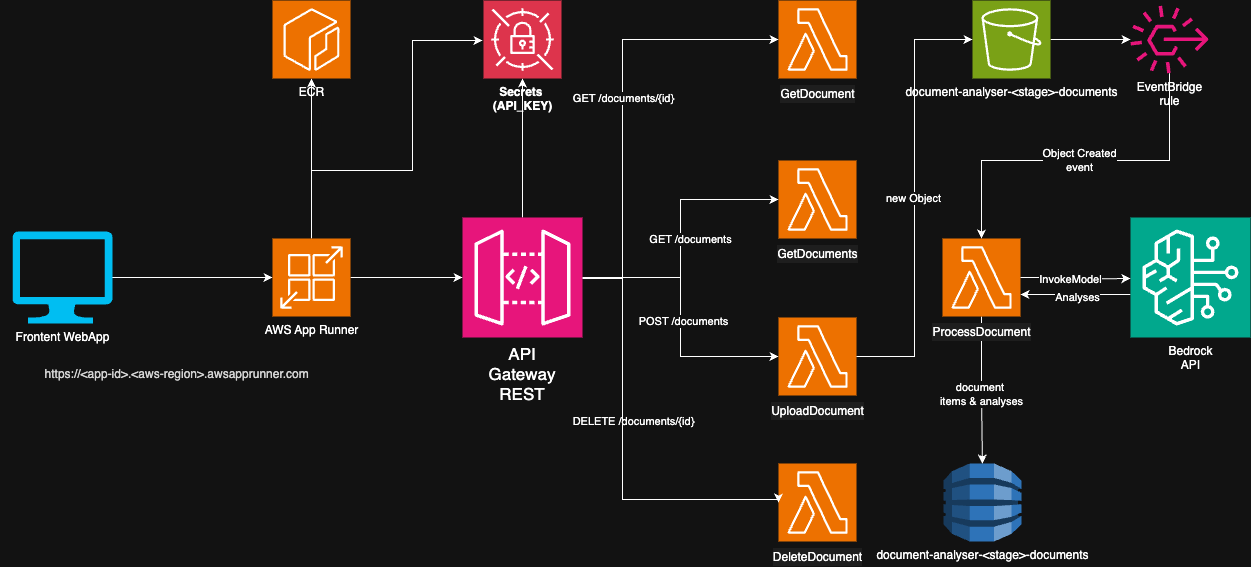 ECR
Secrets
(API_KEY)
GET /documents/{id}
GetDocument
document-analyser-<stage>-documents
EventBridge
rule
Object Created
event
new Object
GET /documents
GetDocuments
Frontent WebApp
AWS App Runner
https://<app-id>.<aws-region>.awsapprunner.com
API
Gateway
REST
POST /documents
UploadDocument
InvokeModel
Analyses
ProcessDocument
Bedrock
API
document
items & analyses
DELETE /documents/{id}
DeleteDocument
document-analyser-<stage>-documents